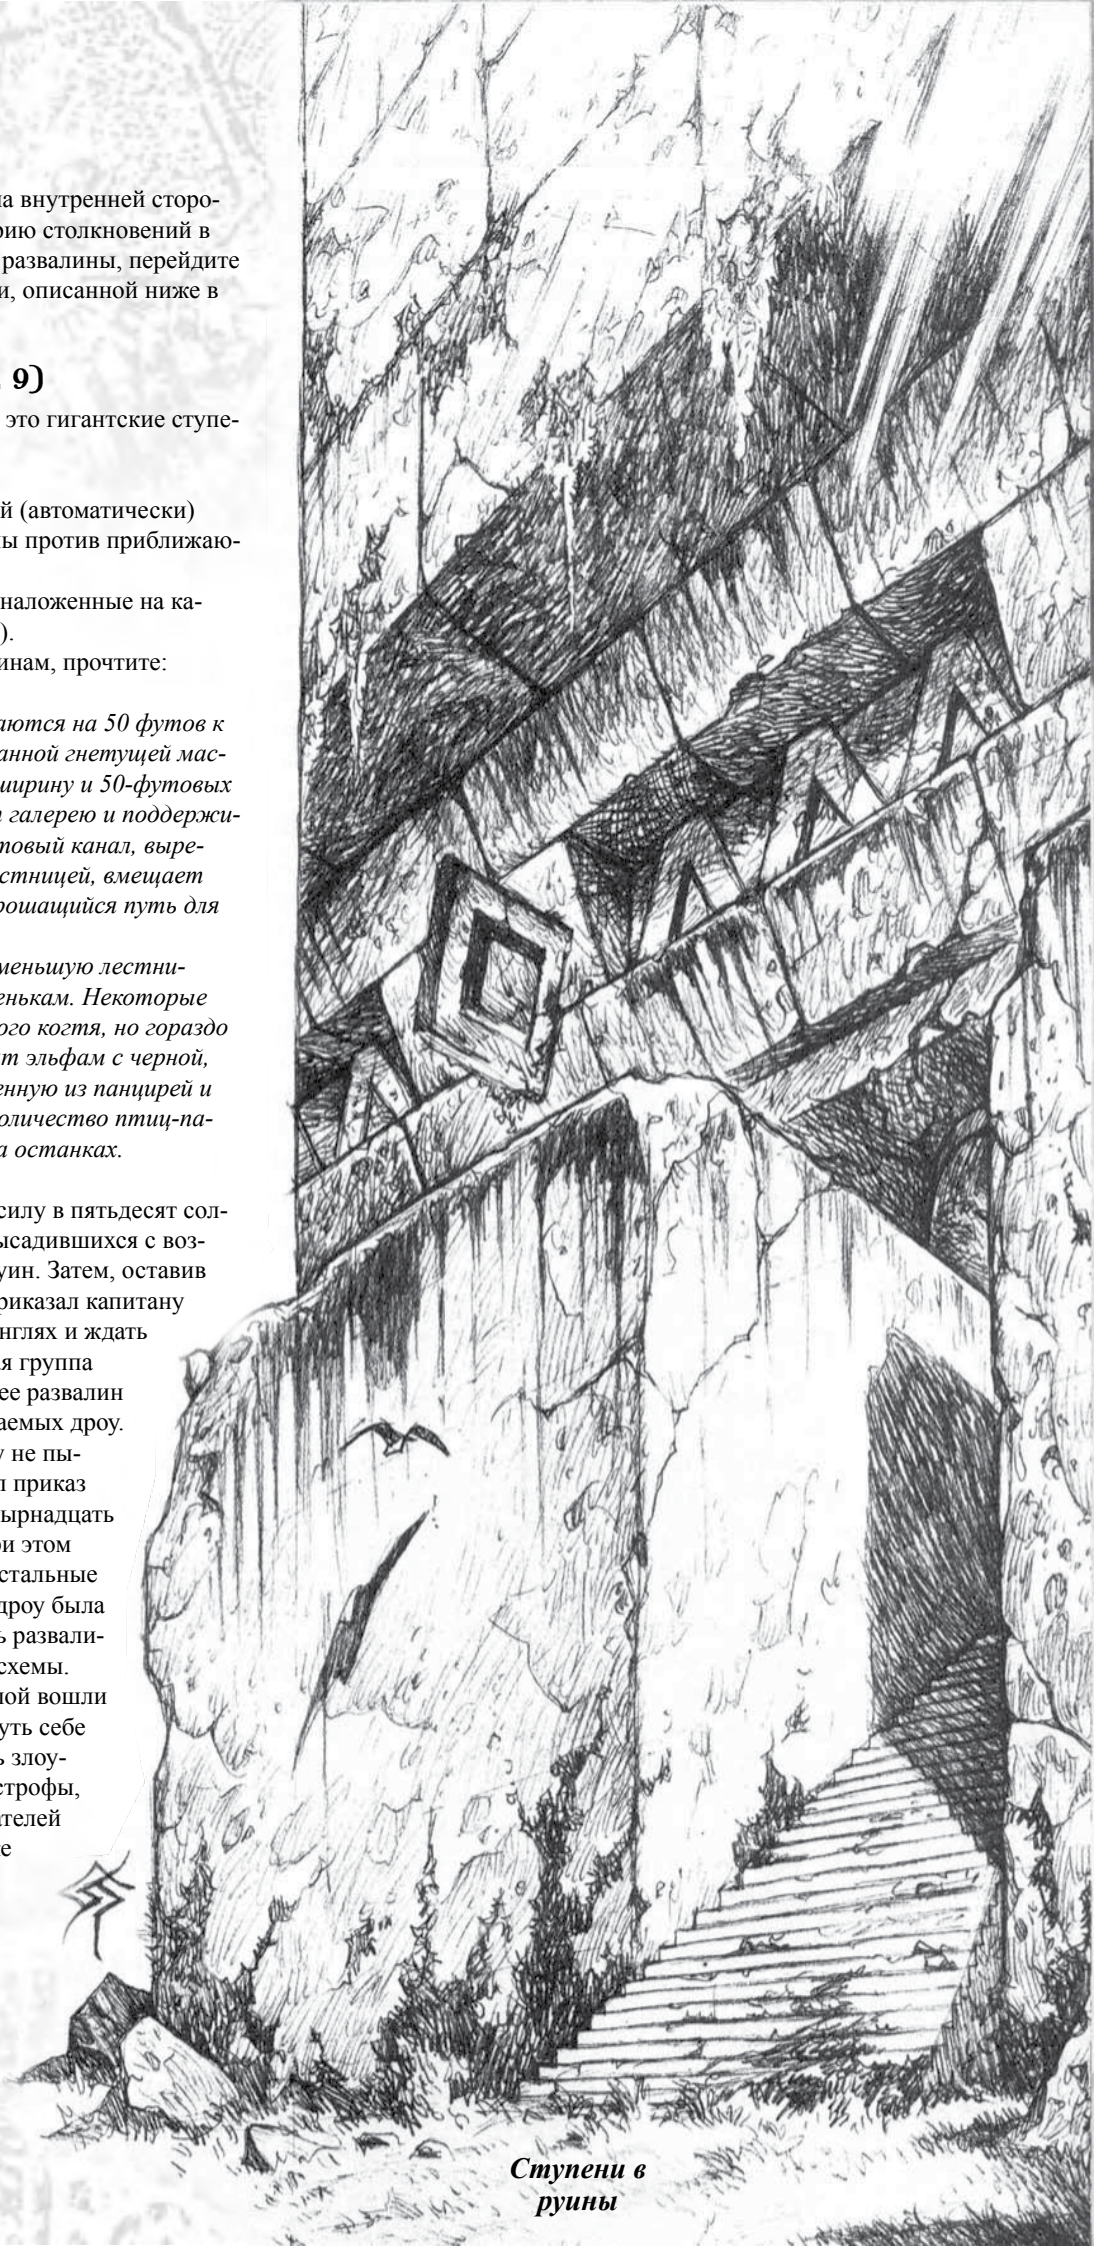 а внутренней сторо-
рию столкновений в
развалины, перейдите
и, описанной ниже в
9)
это гигантские ступе-
й (автоматически)
ы против приближаю-
наложенные на ка-
).
инам, прочтите:
аются на 50 футов к
анной гнетущей мас-
ширину и 50-футовых
галерею и поддержи-
товый канал, выре-
стницей, вмещает
рошащийся путь для
меньшую лестни-
енькам. Некоторые
ого когтя, но гораздо
т эльфам с черной,
енную из панцирей и
оличество птиц-па-
а останках.
силу в пятьдесят сол-
ысадившихся с воз-
уин. Затем, оставив
риказал капитану
нглях и ждать
я группа
ее развалин
аемых дроу.
у не пы-
л приказ
ырнадцать
ри этом
стальные
дроу была
ь развали-
схемы.
ной вошли
уть себе
ь злоу-
строфы,
ателей
е
Ступени в
руины